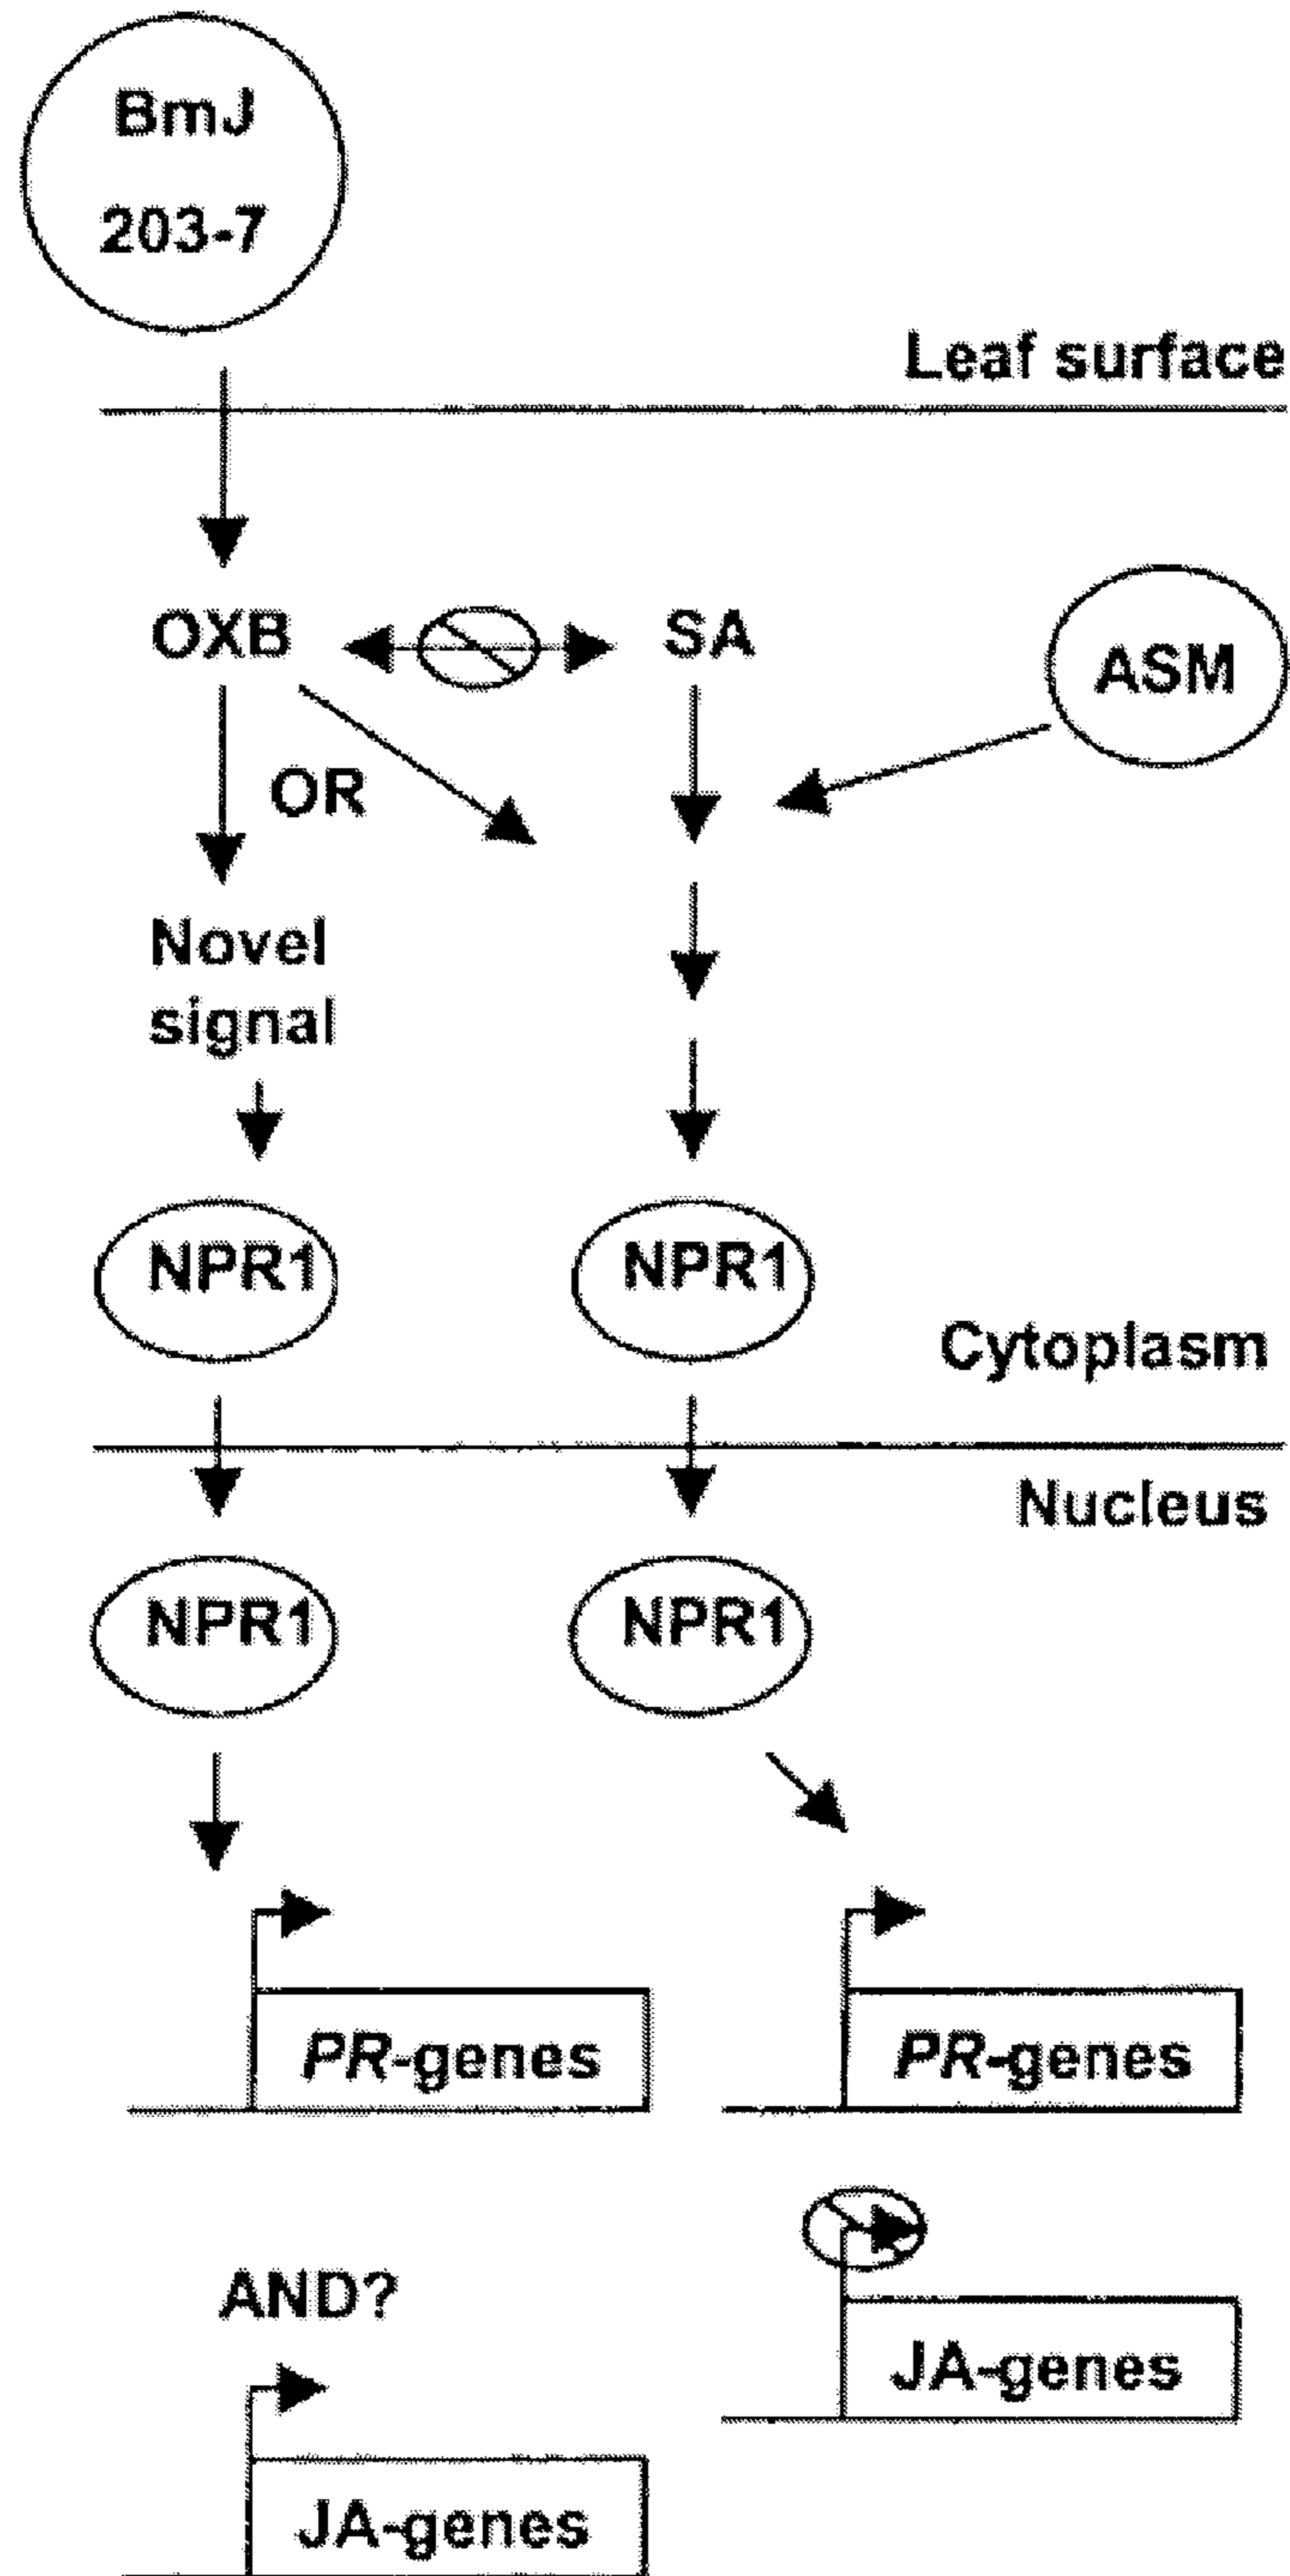 BmJ
203-7
Leaf surface
OXB
SA
ASM
OR
Novel
signal
NPR1
NPR1
Cytoplasm
Nucleus
NPR1
NPR1
PR-genes
PR-genes
AND?
JA-genes
JA-genes